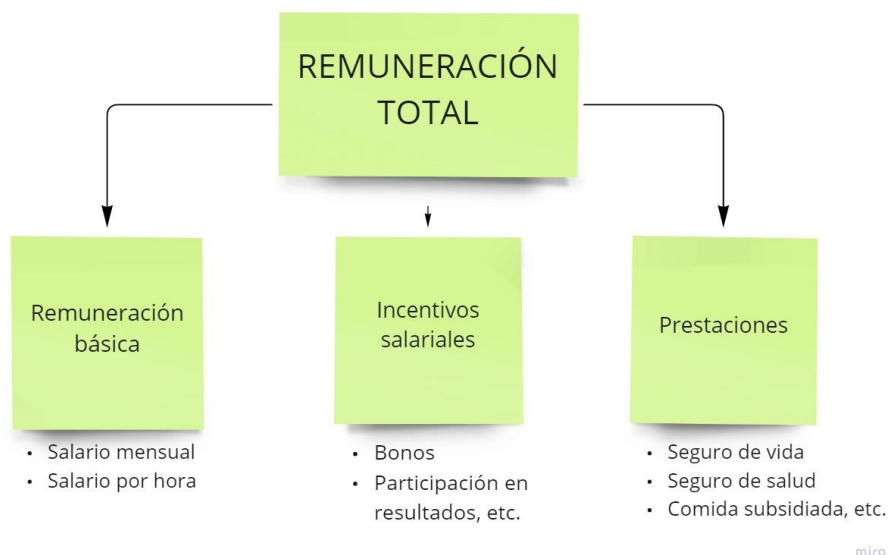 REMUNERACIÓN
TOTAL
Remuneración
básica
Incentivos
salariales
Prestaciones
• Salario mensual
• Salario por hora
• Bonos
• Participación en
resultados, etc.
• Seguro de vida
• Seguro de salud
• Comida subsidiada, etc.
miro